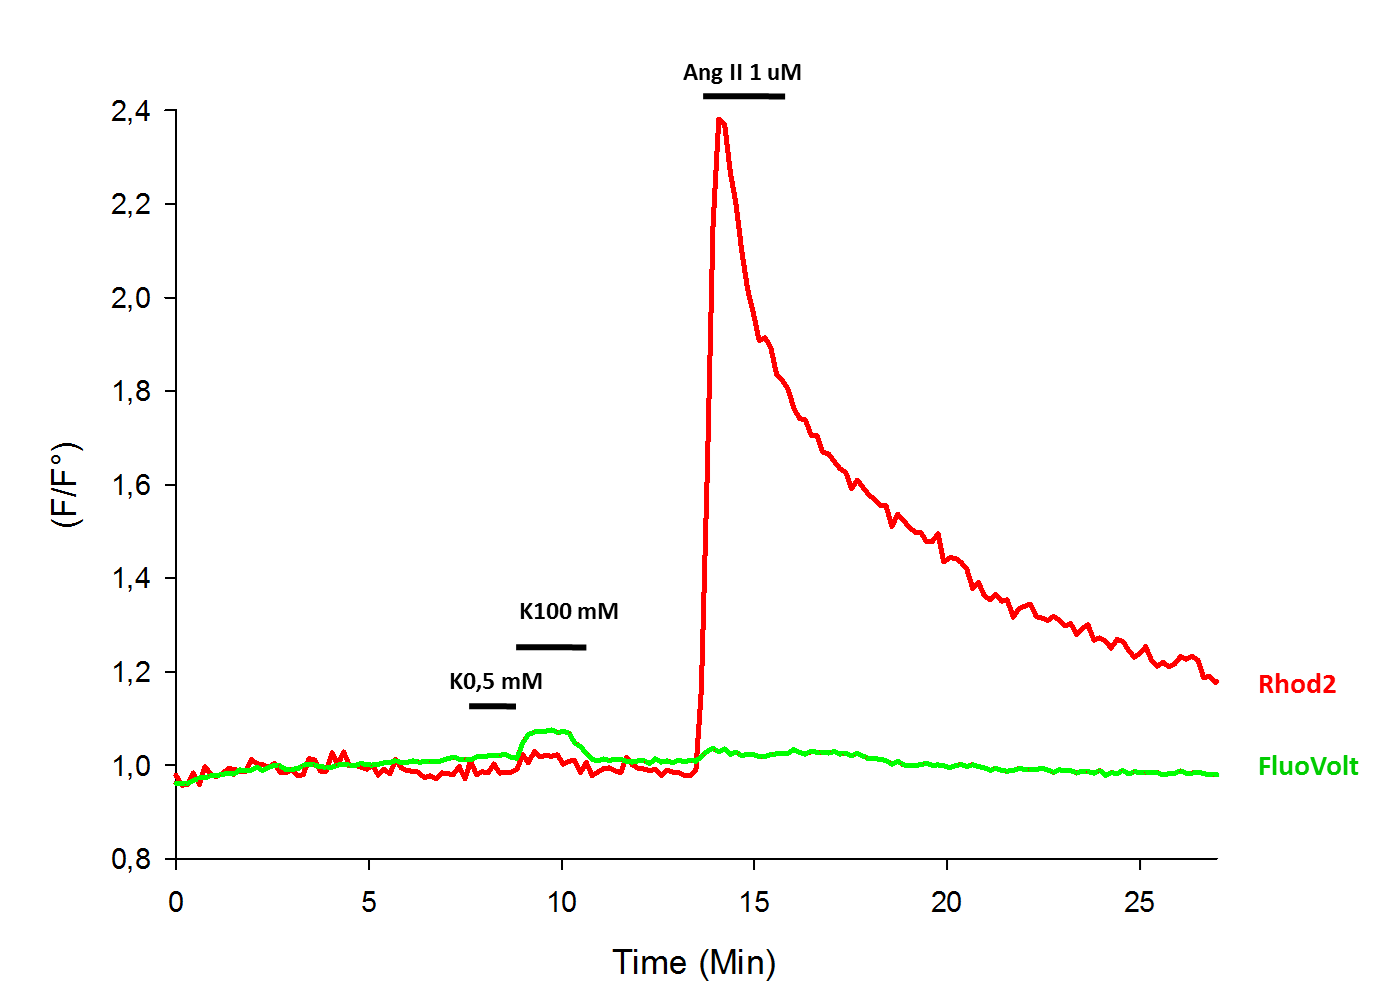 Ang II 1 uM
2,4
2,2
2,0
1,8
1,6
1,4
1,2
1,0
0,8
(F/F°)
K100 mM
K0,5 mM
Rhod2
FluoVolt
0 5 10 15 20 25
Time (Min)